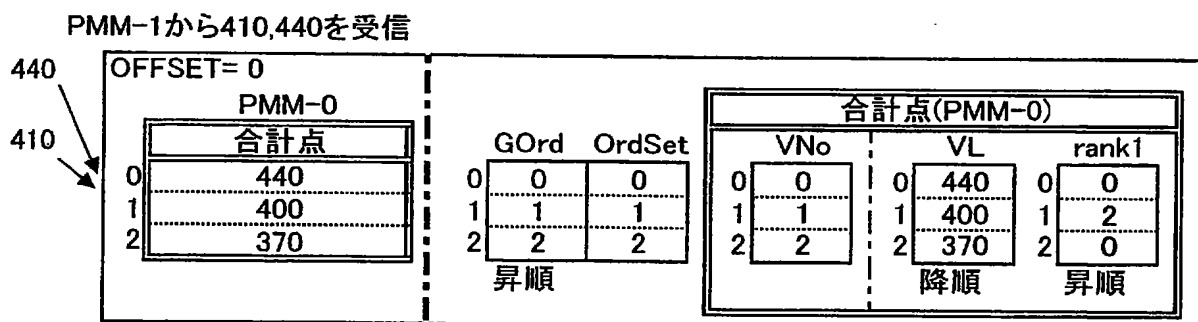 PMM-1から410,440を受信
440
410
OFFSET= 0
PMM-0
合計点
0 440
1 400
2 370
GOrd OrdSet
0 0 0
1 1 1
2 2 2
昇順
合計点(PMM-0)
VNo VL rank1
0 0 0 440 0 0
1 1 1 400 1 2
2 2 2 370 2 0
降順 昇順